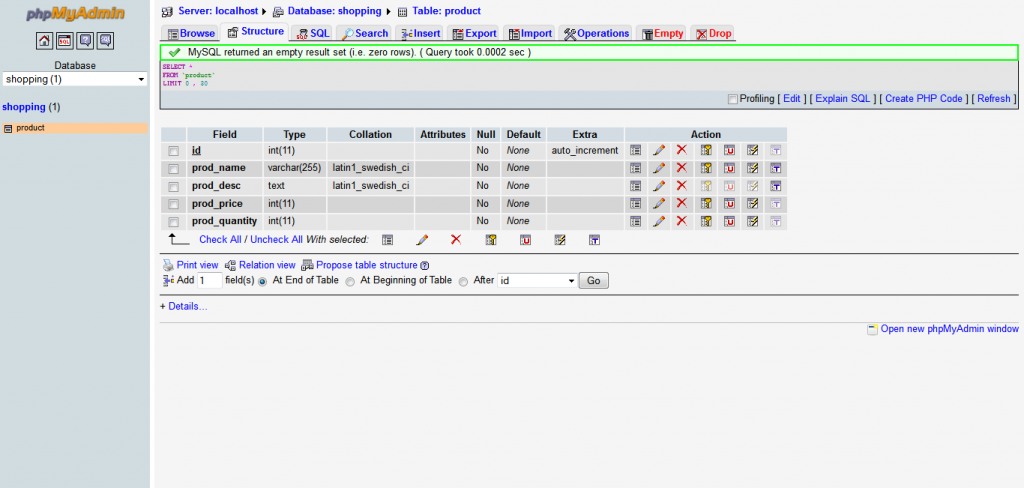 phpMyAdmin
Database
shopping (1)
shopping (1)
product
Server: localhost Database: shopping Table: product
Browse Structure SQL Search Insert Export Import Operations Empty Drop
MySQL returned an empty result set (i.e. zero rows). ( Query took 0.0002 sec )
SELECT *
FROM `product`
LIMIT 0 , 30
Profiling [ Edit ] [ Explain SQL ] [ Create PHP Code ] [ Refresh ]
Field Type Collation Attributes Null Default Extra Action
id int(11) No None auto_increment
prod_name varchar(255) latin1_swedish_ci No None
prod_desc text latin1_swedish_ci No None
prod_price int(11) No None
prod_quantity int(11) No None
Check All / Uncheck All With selected:
Print view Relation view Propose table structure
Add 1 field(s) At End of Table At Beginning of Table After id Go
+ Details...
Open new phpMyAdmin window